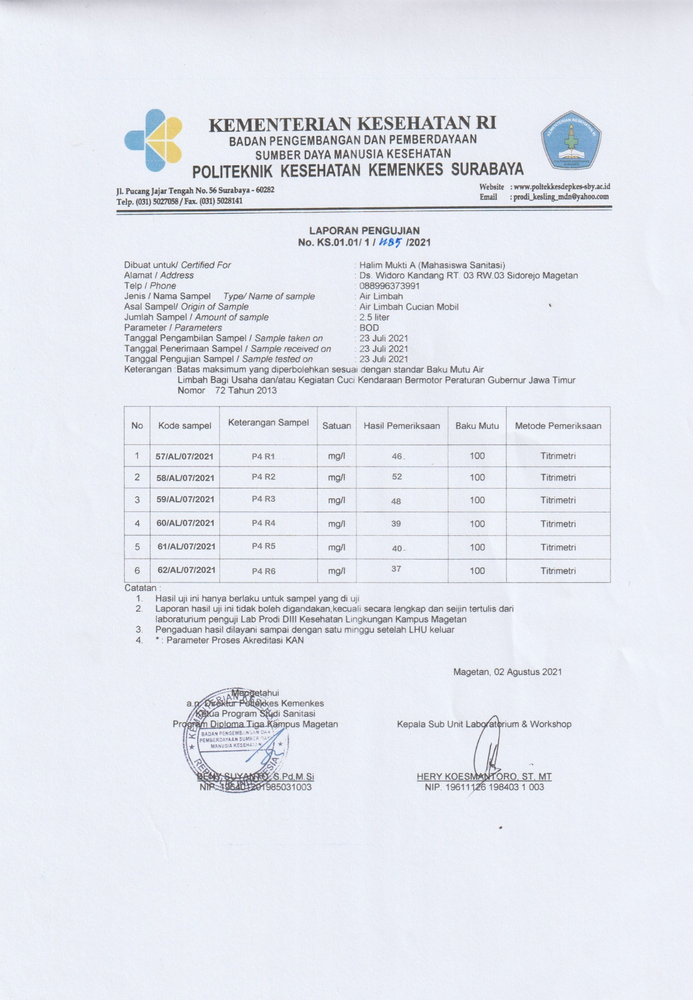 KEMENTERIAN KESEHATAN RI
BADAN PENGEMBANGAN DAN PEMBERDAYAAN
SUMBER DAYA MANUSIA KESEHATAN
POLITEKNIK KESEHATAN KEMENKES SURABAYA
KEMENTERIAN KESEHATAN RI
POLITEKNIK KESEHATAN
SURABAYA
Jl. Pucang Jajar Tengah No. 56 Surabaya - 60282
Telp. (031) 5027058 / Fax. (031) 5028141
Website : www.poltekkesdepkes-sby.ac.id
Email : prodi_kesling_mdn@yahoo.com
LAPORAN PENGUJIAN
No. KS.01.01/ 1 / /2021
Dibuat untuk/ Certified For : Halim Mukti A (Mahasiswa Sanitasi)
Alamat / Address : Ds. Widoro Kandang RT. 03 RW.03 Sidorejo Magetan
Telp / Phone : 088996373991
Jenis / Nama Sampel Type/ Name of sample : Air Limbah
Asal Sampel/ Origin of Sample : Air Limbah Cucian Mobil
Jumlah Sampel / Amount of sample : 2.5 liter
Parameter / Parameters : BOD
Tanggal Pengambilan Sampel / Sample taken on : 23 Juli 2021
Tanggal Penerimaan Sampel / Sample received on : 23 Juli 2021
Tanggal Pengujian Sampel / Sample tested on : 23 Juli 2021
Keterangan :Batas maksimum yang diperbolehkan sesuai dengan standar Baku Mutu Air
Limbah Bagi Usaha dan/atau Kegiatan Cuci Kendaraan Bermotor Peraturan Gubernur Jawa Timur
Nomor 72 Tahun 2013
No Kode sampel Keterangan Sampel Satuan Hasil Pemeriksaan Baku Mutu Metode Pemeriksaan
1 57/AL/07/2021 P4 R1 mg/l 46 100 Titrimetri
2 58/AL/07/2021 P4 R2 mg/l 52 100 Titrimetri
3 59/AL/07/2021 P4 R3 mg/l 48 100 Titrimetri
4 60/AL/07/2021 P4 R4 mg/l 39 100 Titrimetri
5 61/AL/07/2021 P4 R5 mg/l 40 100 Titrimetri
6 62/AL/07/2021 P4 R6 mg/l 37 100 Titrimetri
Catatan :
1. Hasil uji ini hanya berlaku untuk sampel yang di uji
2. Laporan hasil uji ini tidak boleh digandakan,kecuali secara lengkap dan seijin tertulis dari
laboraturium penguji Lab Prodi DIII Kesehatan Lingkungan Kampus Magetan
3. Pengaduan hasil dilayani sampai dengan satu minggu setelah LHU keluar
4. * : Parameter Proses Akreditasi KAN
Magetan, 02 Agustus 2021
Mengetahui
a.n. Direktur Poltekkes Kemenkes
Ketua Program Studi Sanitasi
Program Diploma Tiga Kampus Magetan
Kepala Sub Unit Laboratorium & Workshop
KEMENTERIAN KESEHATAN
BADAN PENGEMBANGAN DAN
PEMBERDAYAAN SUMBER DAYA
MANUSIA KESEHATAN
REPUBLIK INDONESIA
BENY SUYANTO, S.Pd,M.Si
NIP. 196401201985031003
HERY KOESMANTORO, ST, MT
NIP. 19611126 198403 1 003